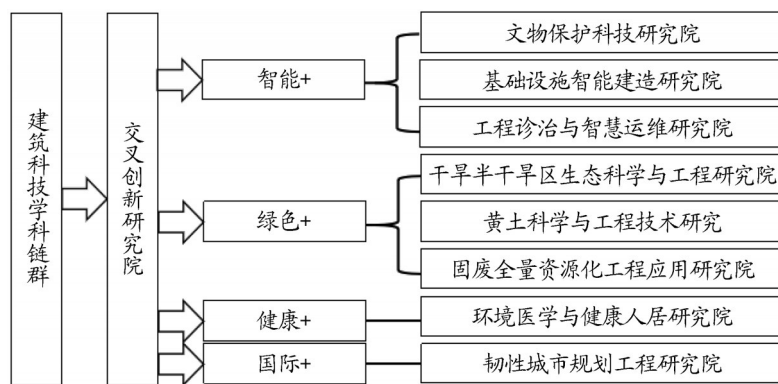 建筑科技学科链群
交叉创新研究院
智能+
文物保护科技研究院
基础设施智能建造研究院
工程诊治与智慧运维研究院
绿色+
干旱半干旱区生态科学与工程研究院
黄土科学与工程技术研究
固废全量资源化工程应用研究院
健康+
环境医学与健康人居研究院
国际+
韧性城市规划工程研究院